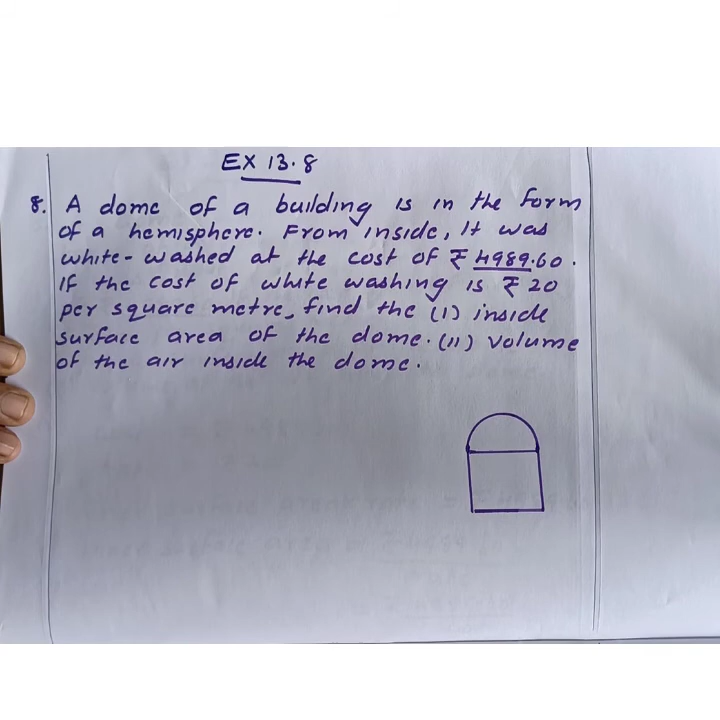 EX 13.8
8. A dome of a building is in the form
of a hemisphere. From inside, It was
white-washed at the cost of ₹ 4989.60.
If the cost of white washing is ₹ 20
per square metre, find the (i) inside
surface area of the dome. (ii) Volume
of the air inside the dome.